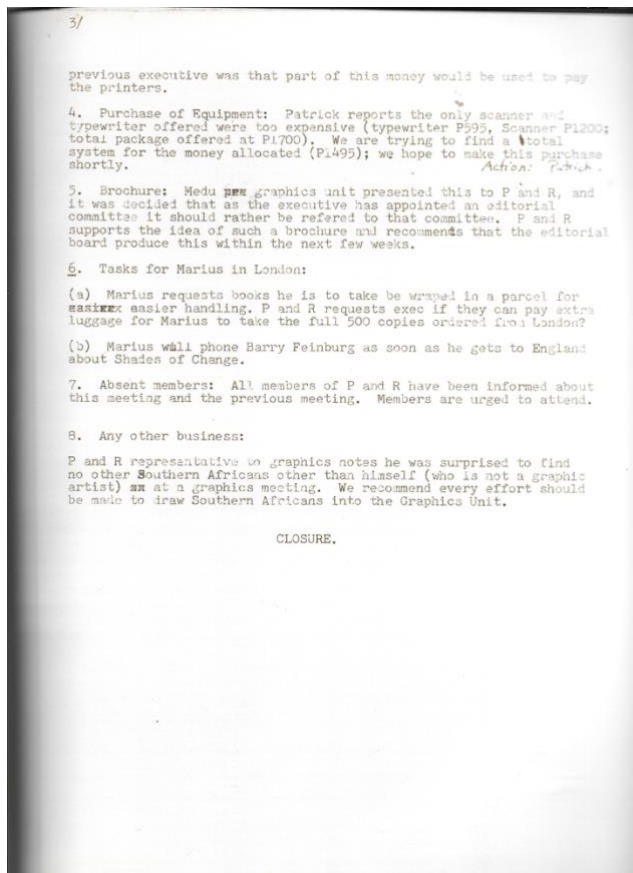 3/
previous executive was that part of this money would be used to pay
the printers.
4. Purchase of Equipment: Patrick reports the only scanner and
typewriter offered were too expensive (typewriter P595, Scanner P1200;
total package offered at P1700). We are trying to find a total
system for the money allocated (P1495); we hope to make this purchase
shortly.
Action: Patrick.
5. Brochure: Medu graphics unit presented this to P and R, and
it was decided that as the executive has appointed an editorial
committee it should rather be refered to that committee. P and R
supports the idea of such a brochure and recommends that the editorial
board produce this within the next few weeks.
6. Tasks for Marius in London:
(a) Marius requests books he is to take be wraped in a parcel for
easier handling. P and R requests exec if they can pay extra
luggage for Marius to take the full 500 copies ordered from London?
(b) Marius will phone Barry Feinburg as soon as he gets to England
about Shades of Change.
7. Absent members: All members of P and R have been informed about
this meeting and the previous meeting. Members are urged to attend.
8. Any other business:
P and R representative to graphics notes he was surprised to find
no other Southern Africans other than himself (who is not a graphic
artist) at a graphics meeting. We recommend every effort should
be made to draw Southern Africans into the Graphics Unit.
CLOSURE.